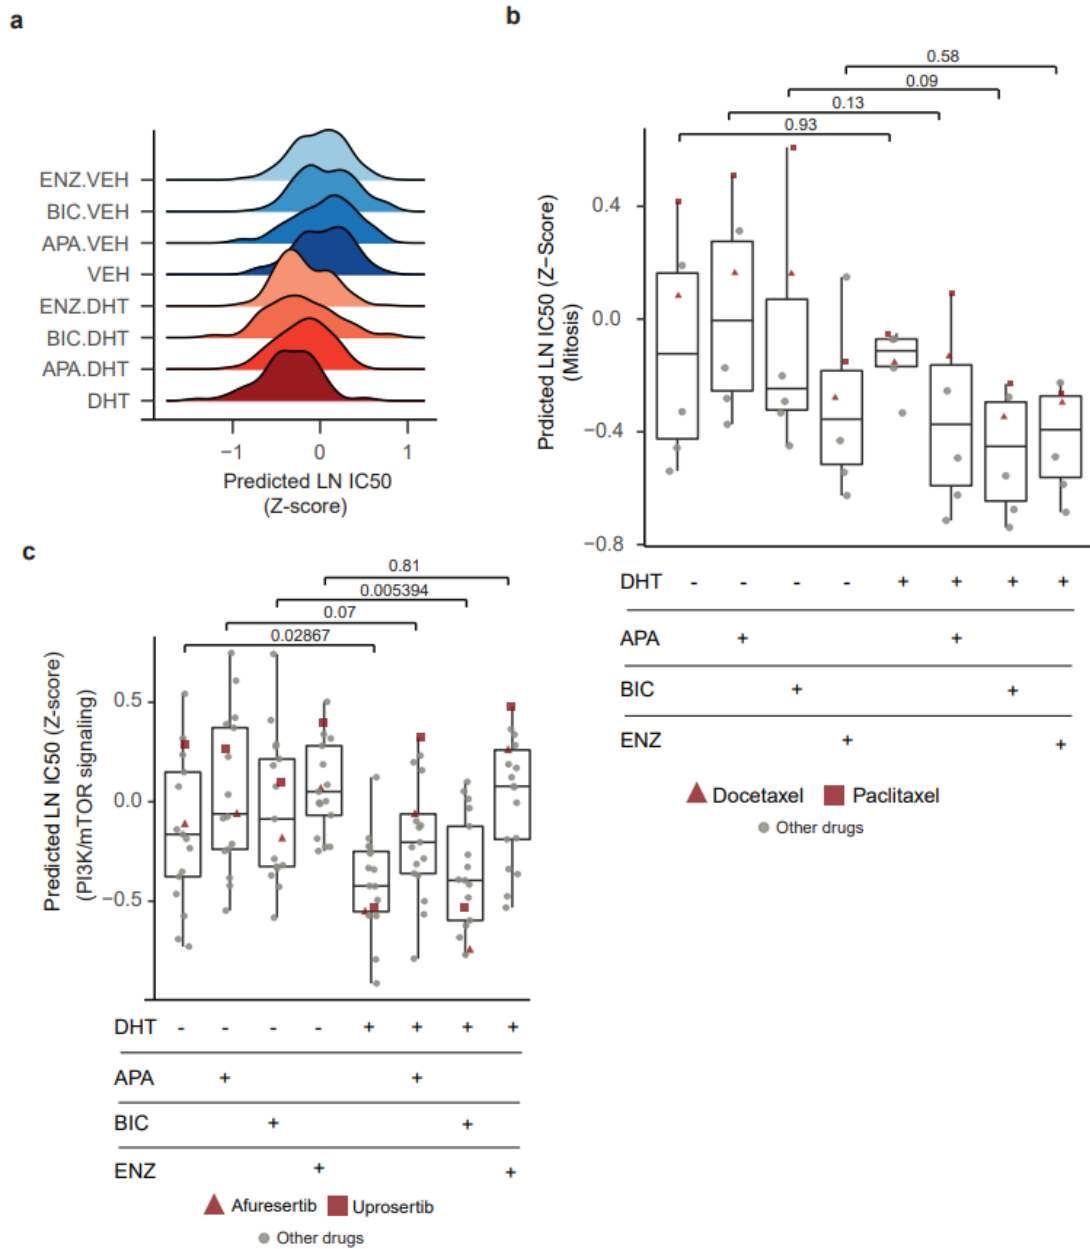 a
ENZ.VEH
BIC.VEH
APA.VEH
VEH
ENZ.DHT
BIC.DHT
APA.DHT
DHT
−1 0 1
Predicted LN IC50
(Z-score)
b
0.58
0.09
0.13
0.93
0.4
0.0
−0.4
−0.8
Prdicted LN IC50 (Z−Score)
(Mitosis)
DHT - - - - + + + +
APA + +
BIC + +
ENZ + +
Docetaxel Paclitaxel
Other drugs
c
0.81
0.005394
0.07
0.02867
0.5
0.0
−0.5
Predicted LN IC50 (Z-score)
(PI3K/mTOR signaling)
DHT - - - - + + + +
APA + +
BIC + +
ENZ + +
Afuresertib Uprosertib
Other drugs